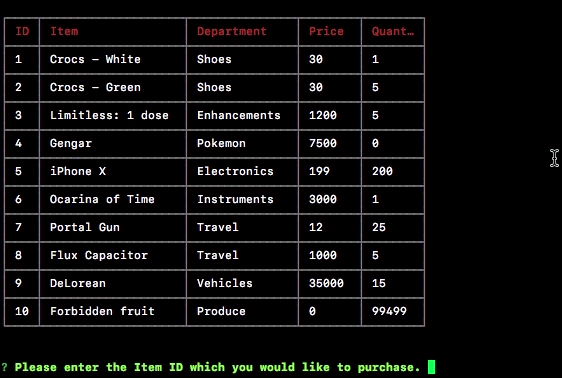 ID Item Department Price Quant…
1 Crocs – White Shoes 30 1
2 Crocs – Green Shoes 30 5
3 Limitless: 1 dose Enhancements 1200 5
4 Gengar Pokemon 7500 0
5 iPhone X Electronics 199 200
6 Ocarina of Time Instruments 3000 1
7 Portal Gun Travel 12 25
8 Flux Capacitor Travel 1000 5
9 DeLorean Vehicles 35000 15
10 Forbidden fruit Produce 0 99499
? Please enter the Item ID which you would like to purchase.